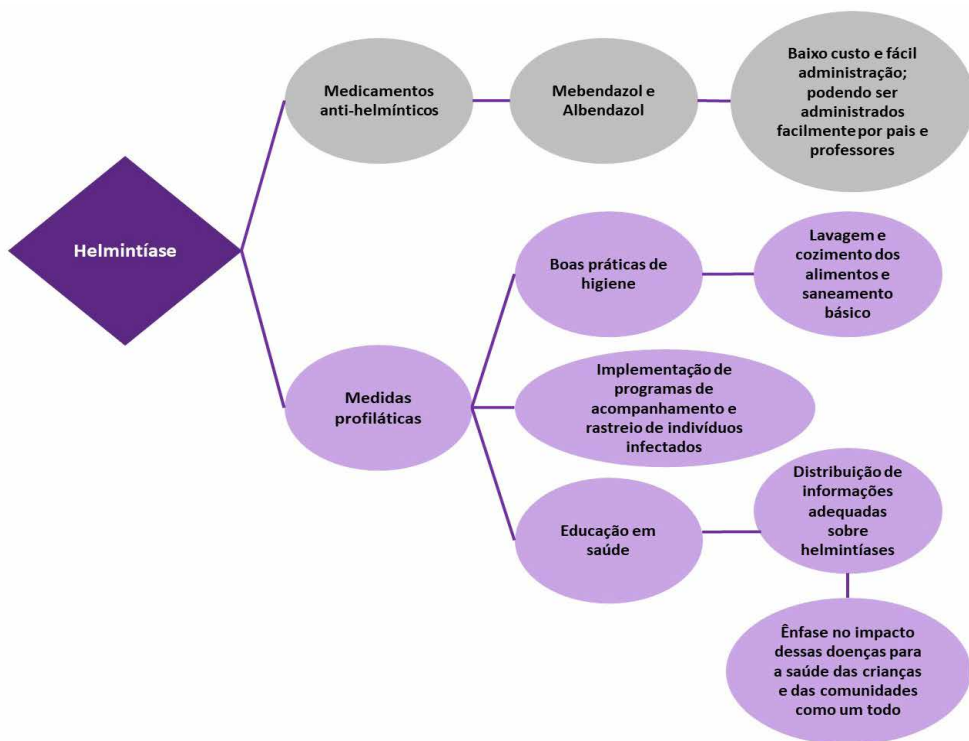 Helmintíase
Medicamentos
anti-helmínticos
Mebendazol e
Albendazol
Baixo custo e fácil
administração;
podendo ser
administrados
facilmente por pais e
professores
Medidas
profiláticas
Boas práticas de
higiene
Lavagem e
cozimento dos
alimentos e
saneamento
básico
Implementação de
programas de
acompanhamento e
rastreio de indivíduos
infectados
Educação em
saúde
Distribuição de
informações
adequadas
sobre
helmintíases
Ênfase no impacto
dessas doenças para
a saúde das crianças
e das comunidades
como um todo